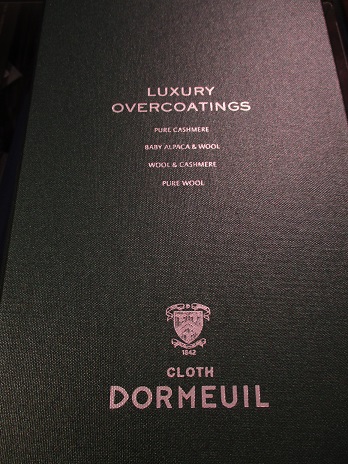 LUXURY
OVERCOATINGS
PURE CASHMERE
BABY ALPACA & WOOL
WOOL & CASHMERE
PURE WOOL
1842
CLOTH
DORMEUIL